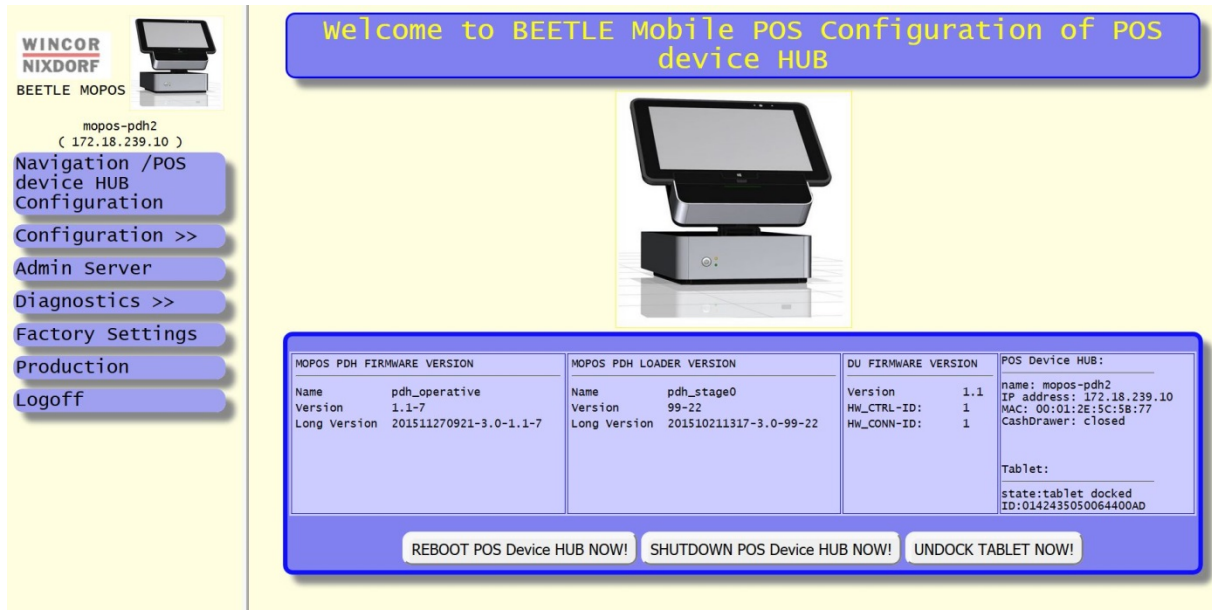 WINCOR
NIXDORF
BEETLE MOPOS
mopos-pdh2
( 172.18.239.10 )
Navigation /POS
device HUB
Configuration
Configuration >>
Admin Server
Diagnostics >>
Factory Settings
Production
Logoff
Welcome to BEETLE Mobile POS Configuration of POS
device HUB
MOPOS PDH FIRMWARE VERSION
Name pdh_operative
Version 1.1-7
Long Version 201511270921-3.0-1.1-7
MOPOS PDH LOADER VERSION
Name pdh_stage0
Version 99-22
Long Version 201510211317-3.0-99-22
DU FIRMWARE VERSION
Version 1.1
HW_CTRL-ID: 1
HW_CONN-ID: 1
POS Device HUB:
name: mopos-pdh2
IP address: 172.18.239.10
MAC: 00:01:2E:5C:5B:77
CashDrawer: closed
Tablet:
state:tablet docked
ID:0142435050064400AD
REBOOT POS Device HUB NOW!
SHUTDOWN POS Device HUB NOW!
UNDOCK TABLET NOW!